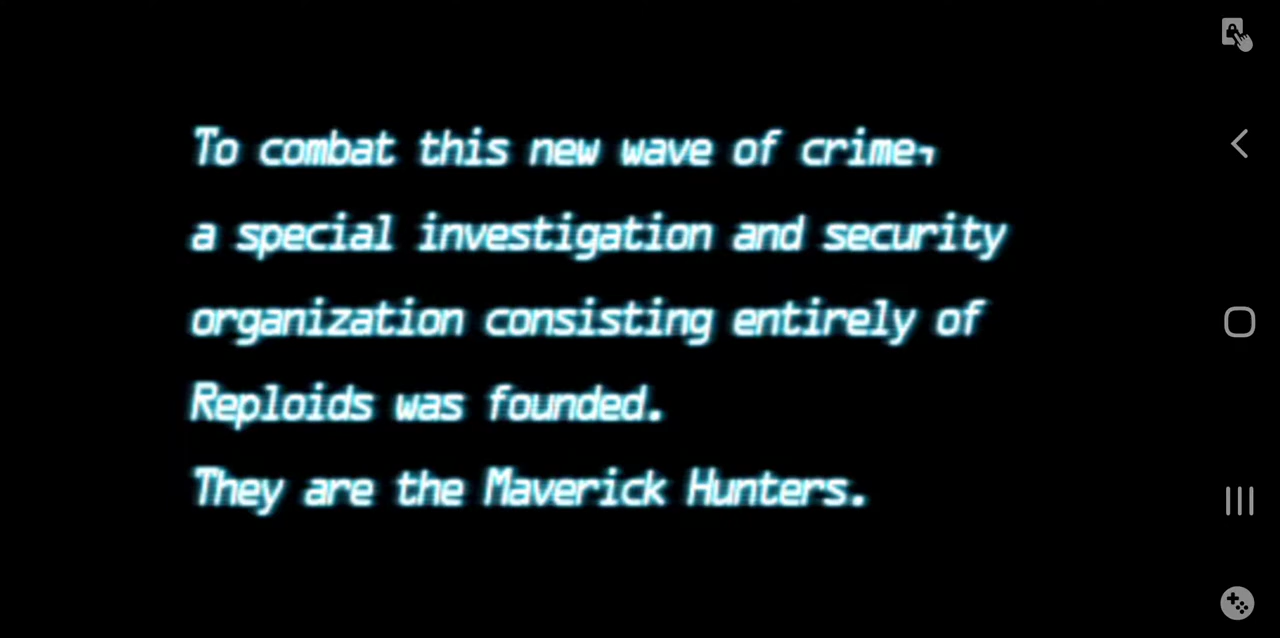 To combat this new wave of crime,
a special investigation and security
organization consisting entirely of
Reploids was founded.
They are the Maverick Hunters.